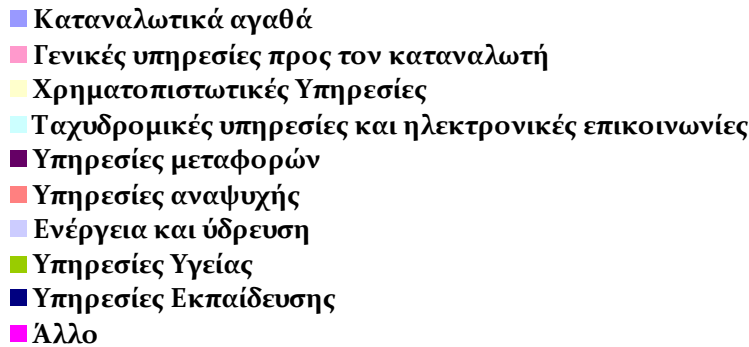 Καταναλωτικά αγαθά
Γενικές υπηρεσίες προς τον καταναλωτή
Χρηματοπιστωτικές Υπηρεσίες
Ταχυδρομικές υπηρεσίες και ηλεκτρονικές επικοινωνίες
Υπηρεσίες μεταφορών
Υπηρεσίες αναψυχής
Ενέργεια και ύδρευση
Υπηρεσίες Υγείας
Υπηρεσίες Εκπαίδευσης
Άλλο